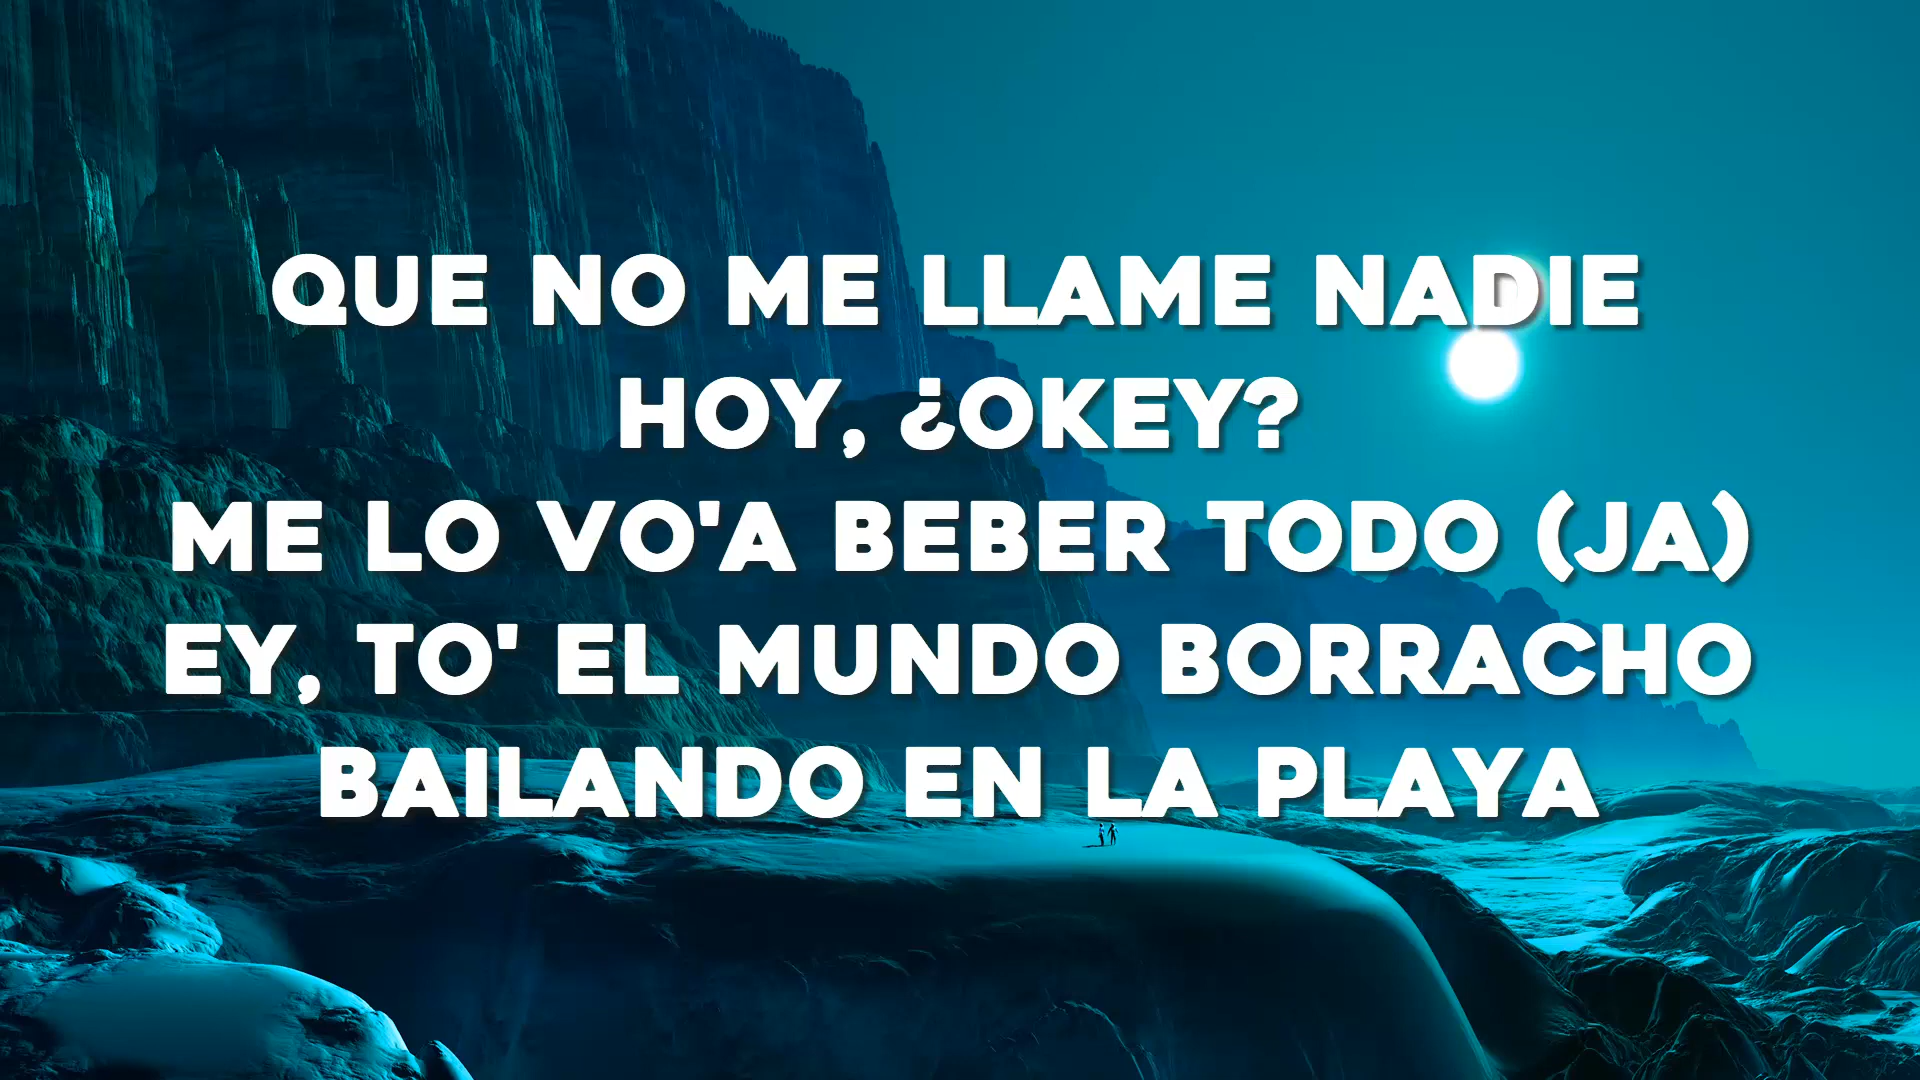 QUE NO ME LLAME NADIE
HOY, ¿OKEY?
ME LO VO'A BEBER TODO (JA)
EY, TO' EL MUNDO BORRACHO
BAILANDO EN LA PLAYA